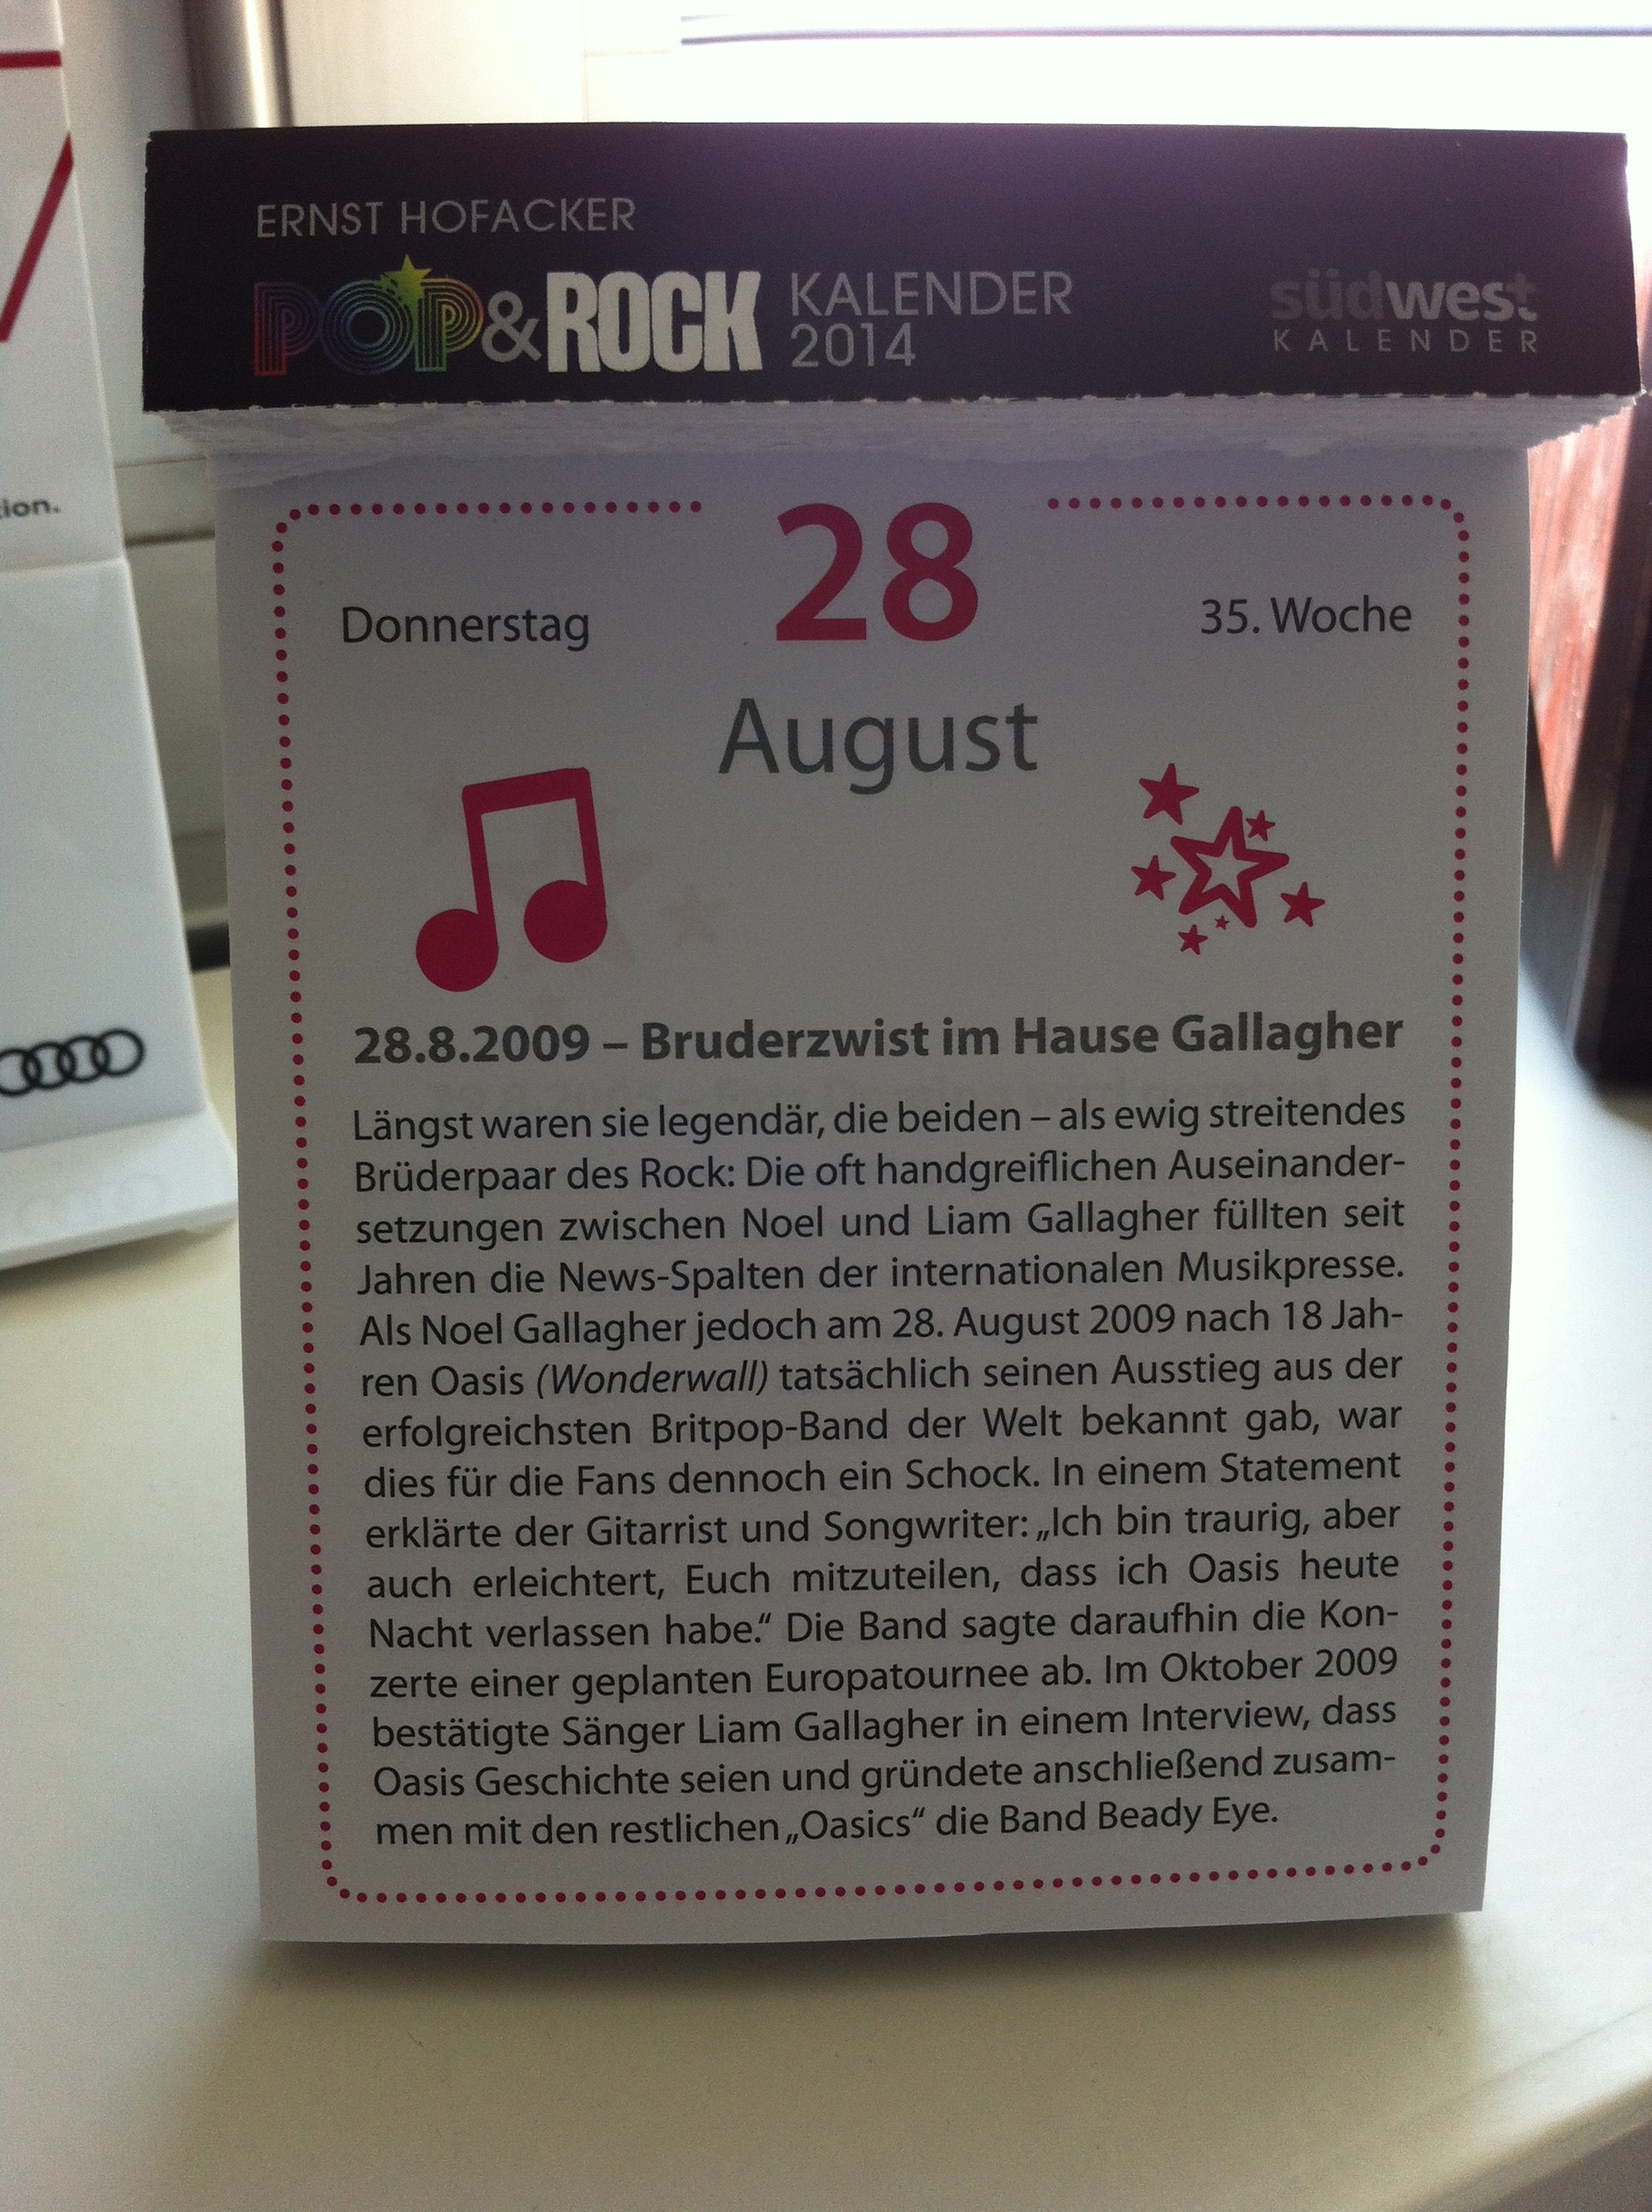 ERNST HOFACKER
POP&ROCK KALENDER
2014
südwest
KALENDER
tion.
28
Donnerstag
35. Woche
August
28.8.2009 – Bruderzwist im Hause Gallagher
Längst waren sie legendär, die beiden – als ewig streitendes
Brüderpaar des Rock: Die oft handgreiflichen Auseinander-
setzungen zwischen Noel und Liam Gallagher füllten seit
Jahren die News-Spalten der internationalen Musikpresse.
Als Noel Gallagher jedoch am 28. August 2009 nach 18 Jah-
ren Oasis (Wonderwall) tatsächlich seinen Ausstieg aus der
erfolgreichsten Britpop-Band der Welt bekannt gab, war
dies für die Fans dennoch ein Schock. In einem Statement
erklärte der Gitarrist und Songwriter: „Ich bin traurig, aber
auch erleichtert, Euch mitzuteilen, dass ich Oasis heute
Nacht verlassen habe.“ Die Band sagte daraufhin die Kon-
zerte einer geplanten Europatournee ab. Im Oktober 2009
bestätigte Sänger Liam Gallagher in einem Interview, dass
Oasis Geschichte seien und gründete anschließend zusam-
men mit den restlichen „Oasics“ die Band Beady Eye.